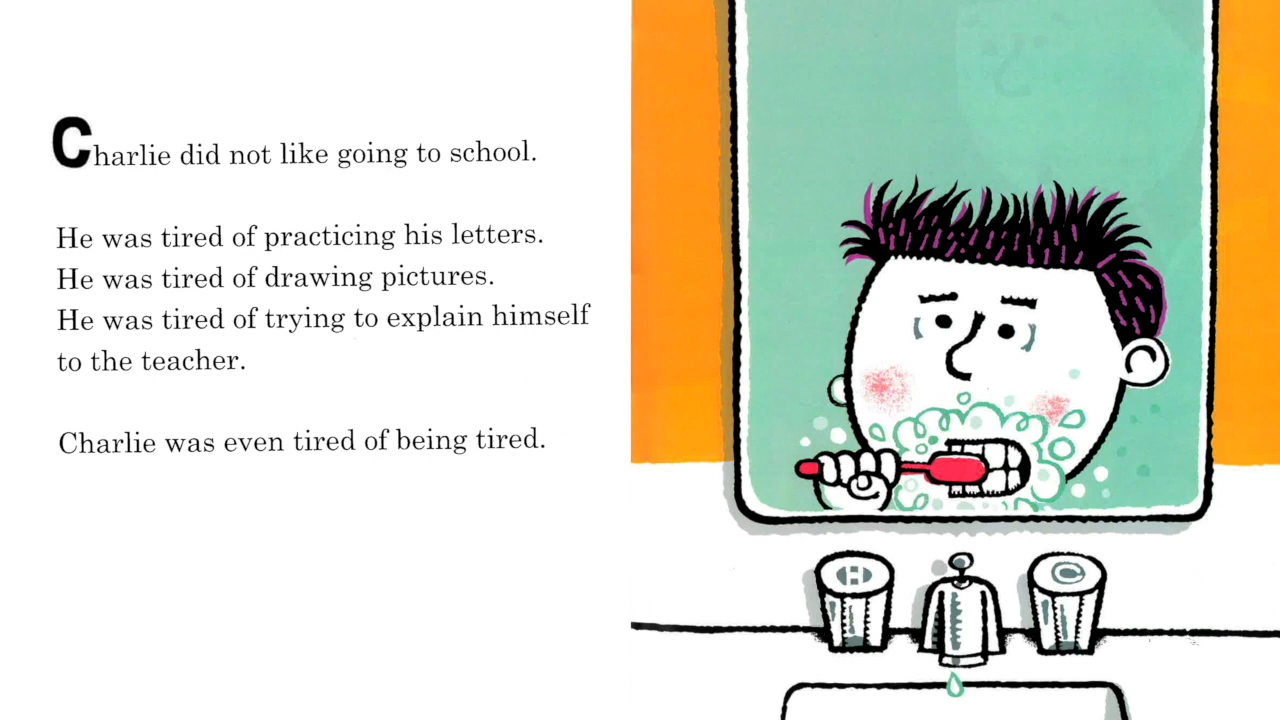 Charlie did not like going to school.
He was tired of practicing his letters.
He was tired of drawing pictures.
He was tired of trying to explain himself
to the teacher.
Charlie was even tired of being tired.
H
C